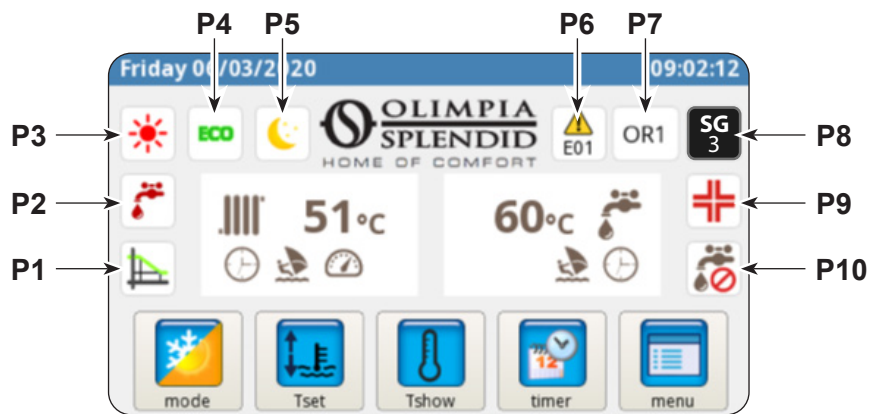 P4 P5 P6 P7
Friday 06/03/2020 09:02:12
P3 ECO OLIMPIA SPLENDID E01 OR1 SG 3 P8
HOME OF COMFORT
P2 51°C 60°C P9
P1 P10
12
mode Tset Tshow timer menu